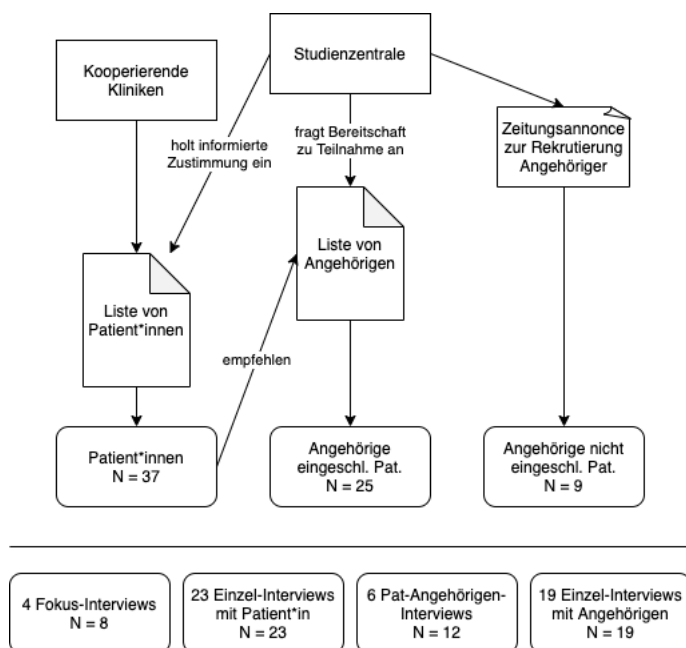 Kooperierende
Kliniken
Studienzentrale
holt informierte
Zustimmung ein
fragt Bereitschaft
zu Teilnahme an
Zeitungsannonce
zur Rekrutierung
Angehöriger
Liste von
Patient*innen
Liste von
Angehörigen
empfehlen
Patient*innen
N = 37
Angehörige
eingeschl. Pat.
N = 25
Angehörige nicht
eingeschl. Pat.
N = 9
4 Fokus-Interviews
N = 8
23 Einzel-Interviews
mit Patient*in
N = 23
6 Pat-Angehörigen-
Interviews
N = 12
19 Einzel-Interviews
mit Angehörigen
N = 19